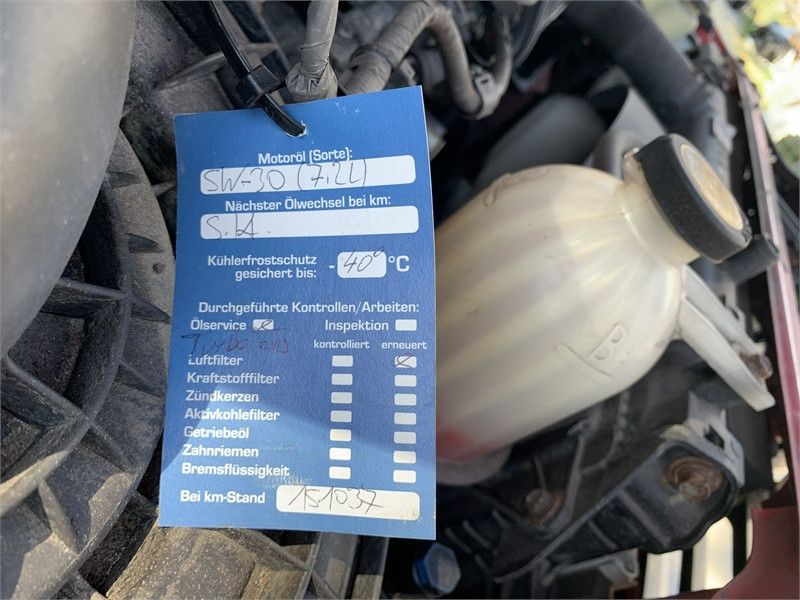 Motoröl (Sorte):
5W-30 (7,2L)
Nächster Ölwechsel bei km:
S.H.
Kühlerfrostschutz
gesichert bis: -40° °C
Durchgeführte Kontrollen/Arbeiten:
Ölservice Inspektion
Turbo kontrolliert erneuert
Luftfilter
Kraftstofffilter
Zündkerzen
Aktivkohlefilter
Getriebeöl
Zahnriemen
Bremsflüssigkeit
Bei km-Stand 151037